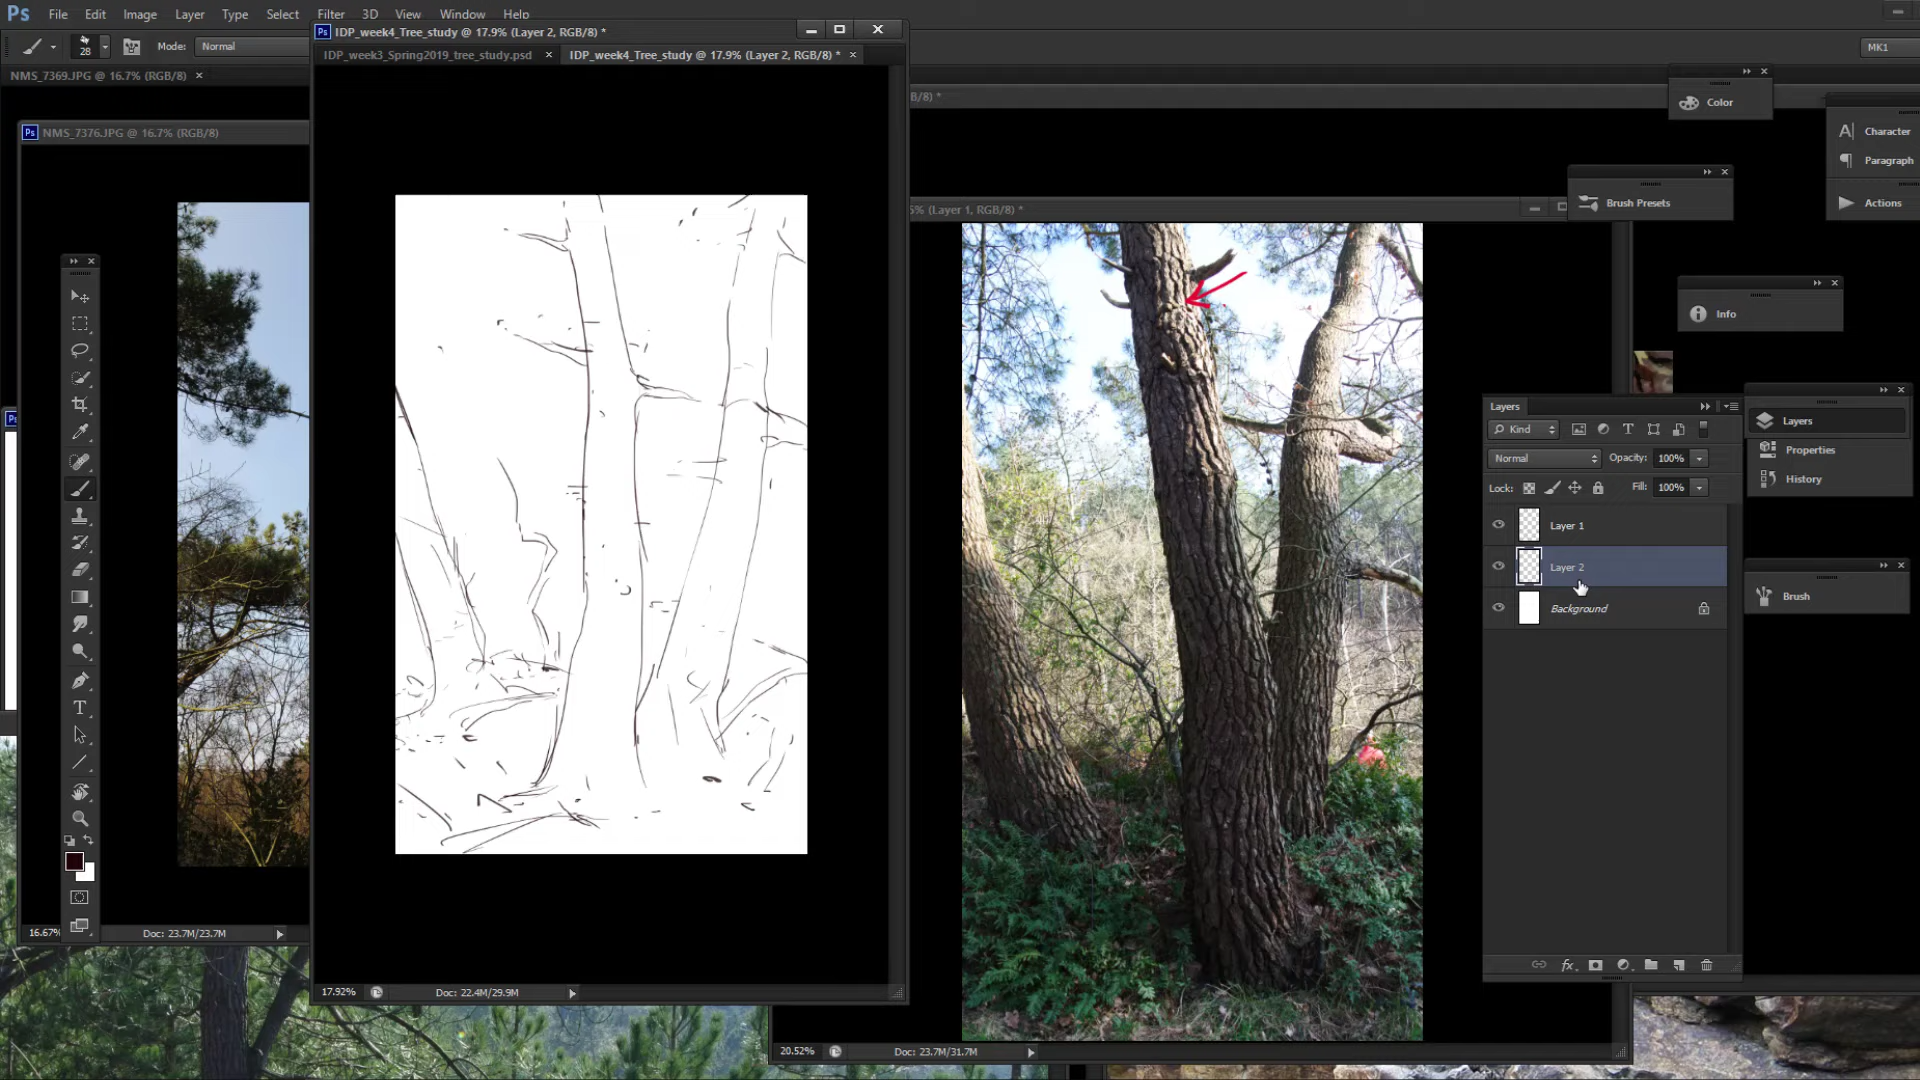 Ps File Edit Image Layer Type Select Filter 3D View Window Help
28 Mode: Normal
MK1
NMS_7369.JPG @ 16.7% (RGB/8) ×
Ps NMS_7376.JPG @ 16.7% (RGB/8)
Ps IDP_week4_Tree_study @ 17.9% (Layer 2, RGB/8) *
IDP_week3_Spring2019_tree_study.psd × IDP_week4_Tree_study @ 17.9% (Layer 2, RGB/8) * ×
B/8) *
(Layer 1, RGB/8) *
Color
Character
Paragraph
Actions
Brush Presets
Info
Layers
Kind
Normal Opacity: 100%
Lock: Fill: 100%
Layer 1
Layer 2
Background
fx
Layers
Properties
History
Brush
16.67% Doc: 23.7M/23.7M
17.92% Doc: 22.4M/29.9M
20.52% Doc: 23.7M/31.7M